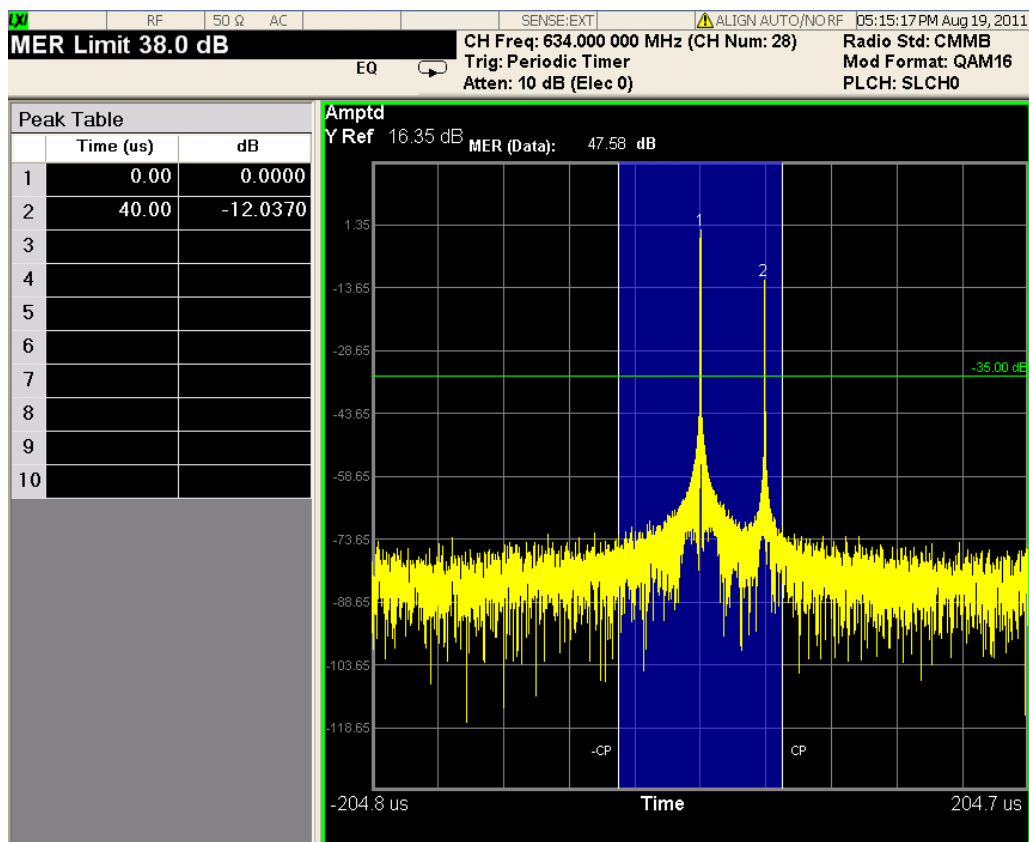 LXI RF 50 Ω AC SENSE:EXT ALIGN AUTO/NO RF 05:15:17 PM Aug 19, 2011
MER Limit 38.0 dB
EQ
CH Freq: 634.000 000 MHz (CH Num: 28)
Trig: Periodic Timer
Atten: 10 dB (Elec 0)
Radio Std: CMMB
Mod Format: QAM16
PLCH: SLCH0
Peak Table
Time (us) dB
1 0.00 0.0000
2 40.00 -12.0370
3
4
5
6
7
8
9
10
Amptd
Y Ref 16.35 dB MER (Data): 47.58 dB
1.35
-13.65
-28.65
-43.65
-58.65
-73.65
-88.65
-103.65
-118.65
1
2
-35.00 dB
-CP CP
-204.8 us Time 204.7 us